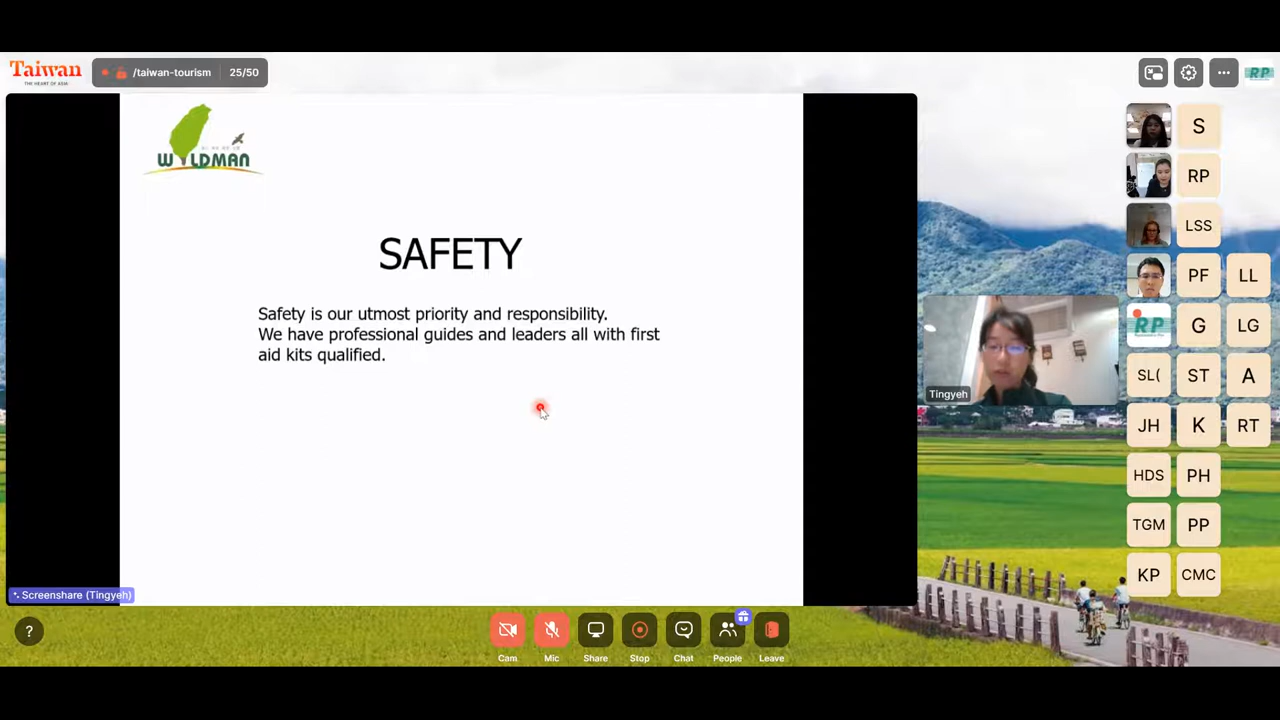 Taiwan
THE HEART OF ASIA
/taiwan-tourism 25/50
RP
WILDMAN
SAFETY
Safety is our utmost priority and responsibility.
We have professional guides and leaders all with first
aid kits qualified.
Tingyeh
Screenshare (Tingyeh)
S
RP
LSS
PF LL
RP G LG
SL( ST A
JH K RT
HDS PH
TGM PP
KP CMC
?
Cam Mic Share Stop Chat People Leave